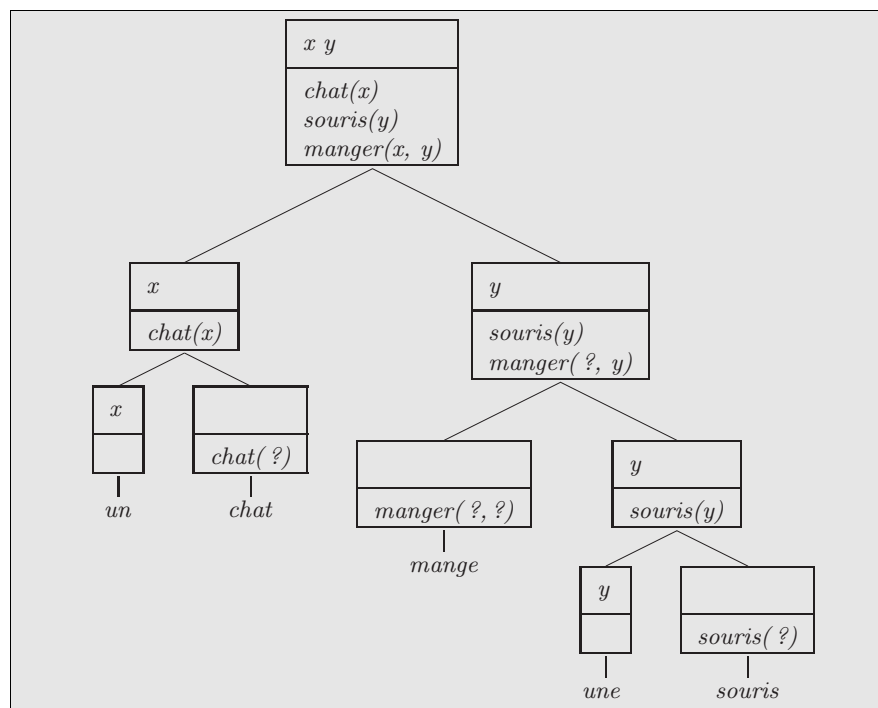 x y
chat(x)
souris(y)
manger(x, y)
x
chat(x)
y
souris(y)
manger( ?, y)
x
chat( ?)
un
chat
manger( ?, ?)
mange
y
souris(y)
y
souris( ?)
une
souris